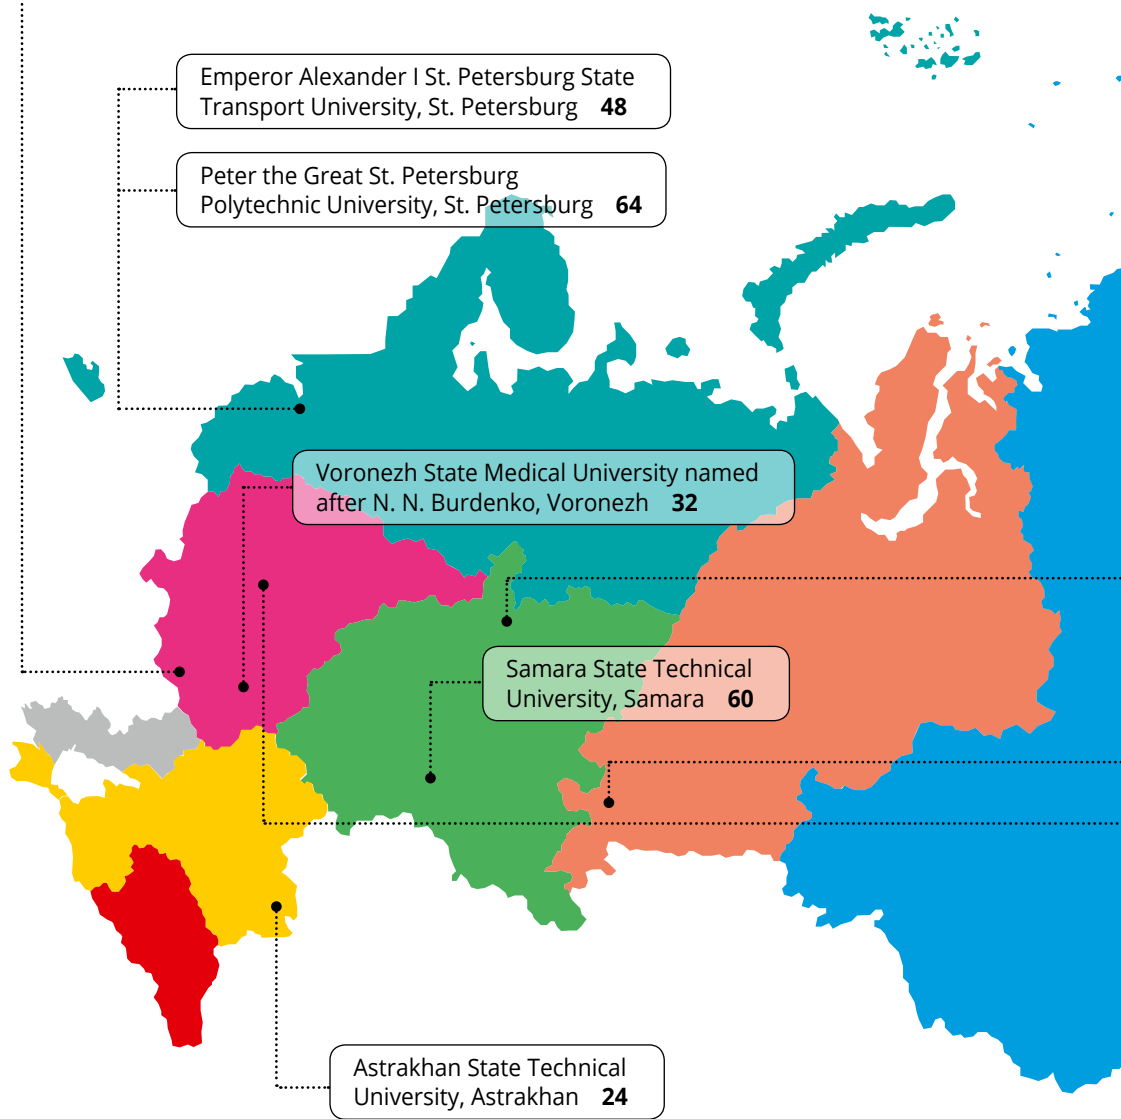 Emperor Alexander I St. Petersburg State
Transport University, St. Petersburg 48
Peter the Great St. Petersburg
Polytechnic University, St. Petersburg 64
Voronezh State Medical University named
after N. N. Burdenko, Voronezh 32
Samara State Technical
University, Samara 60
Astrakhan State Technical
University, Astrakhan 24